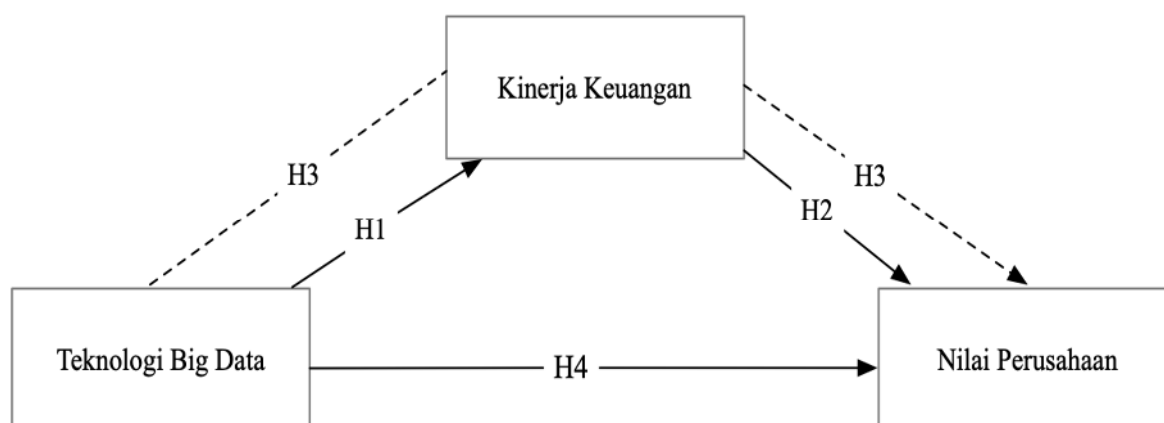 Kinerja Keuangan
H3
H3
H2
H1
Teknologi Big Data
H4
Nilai Perusahaan